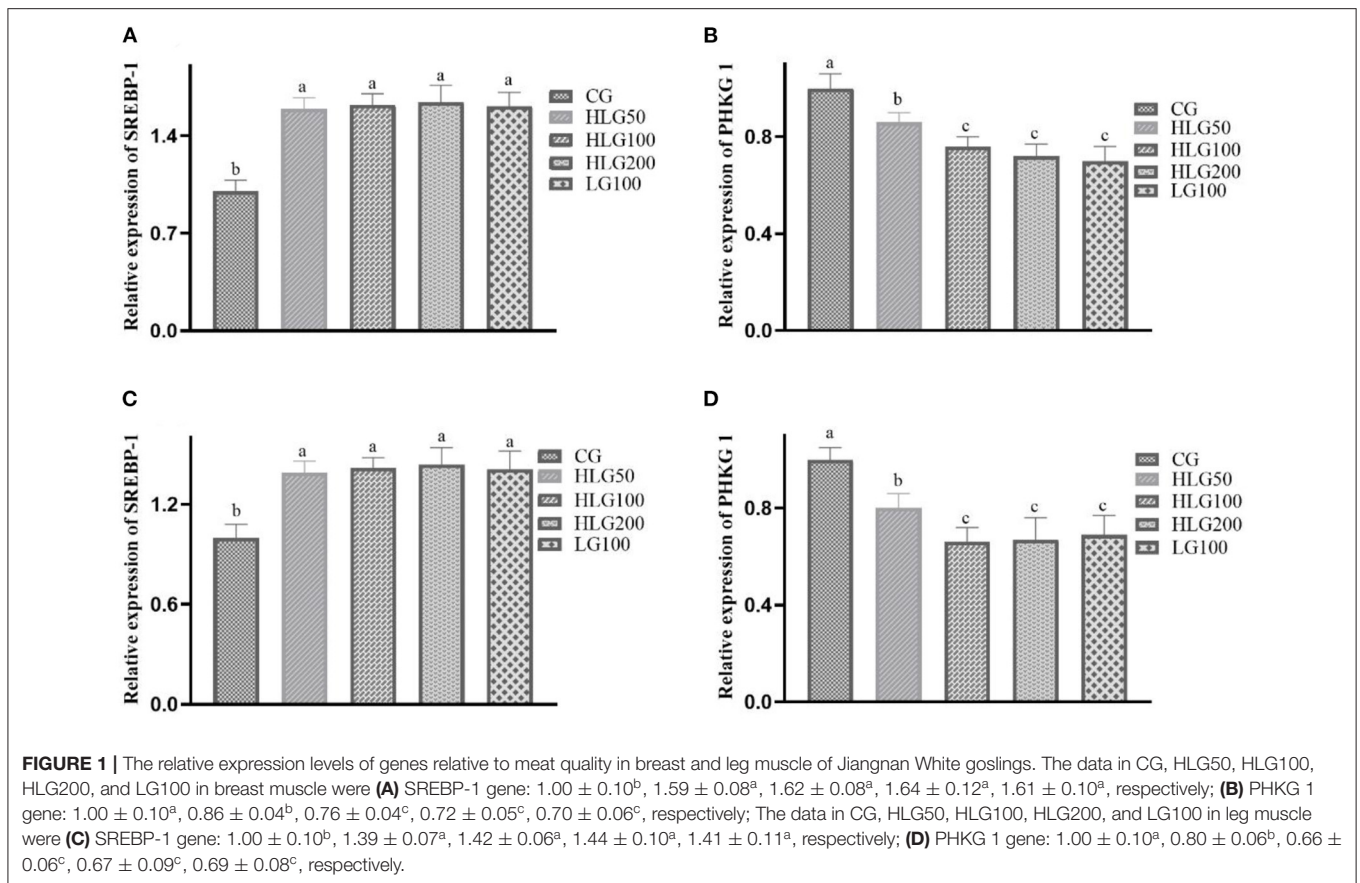 A
Relative expression of SREBP-1
1.4
0.7
0.0
b
a
a
a
a
CG
HLG50
HLG100
HLG200
LG100
B
Relative expression of PHKG 1
0.8
0.4
0.0
a
b
c
c
c
CG
HLG50
HLG100
HLG200
LG100
C
Relative expression of SREBP-1
1.2
0.6
0.0
b
a
a
a
a
CG
HLG50
HLG100
HLG200
LG100
D
Relative expression of PHKG 1
0.8
0.4
0.0
a
b
c
c
c
CG
HLG50
HLG100
HLG200
LG100
FIGURE 1 | The relative expression levels of genes relative to meat quality in breast and leg muscle of Jiangnan White goslings. The data in CG, HLG50, HLG100,
HLG200, and LG100 in breast muscle were (A) SREBP-1 gene: 1.00 ± 0.10ᵇ, 1.59 ± 0.08ᵃ, 1.62 ± 0.08ᵃ, 1.64 ± 0.12ᵃ, 1.61 ± 0.10ᵃ, respectively; (B) PHKG 1
gene: 1.00 ± 0.10ᵃ, 0.86 ± 0.04ᵇ, 0.76 ± 0.04ᶜ, 0.72 ± 0.05ᶜ, 0.70 ± 0.06ᶜ, respectively; The data in CG, HLG50, HLG100, HLG200, and LG100 in leg muscle
were (C) SREBP-1 gene: 1.00 ± 0.10ᵇ, 1.39 ± 0.07ᵃ, 1.42 ± 0.06ᵃ, 1.44 ± 0.10ᵃ, 1.41 ± 0.11ᵃ, respectively; (D) PHKG 1 gene: 1.00 ± 0.10ᵃ, 0.80 ± 0.06ᵇ, 0.66 ±
0.06ᶜ, 0.67 ± 0.09ᶜ, 0.69 ± 0.08ᶜ, respectively.